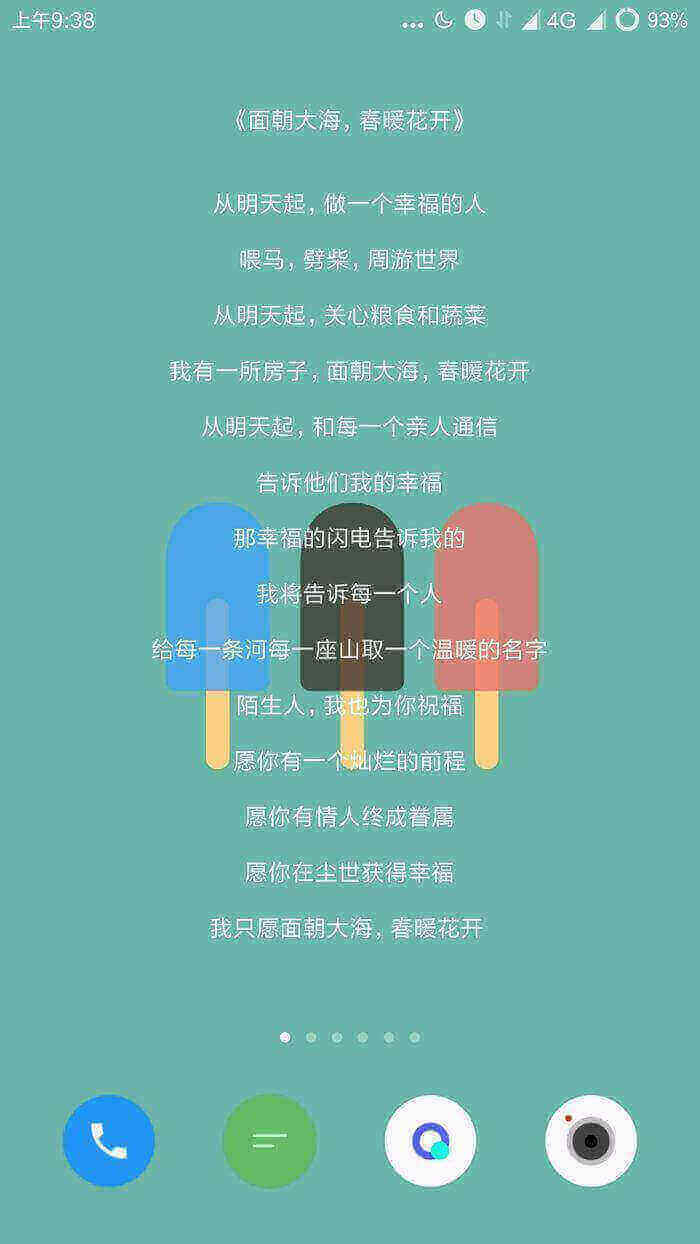 上午9:38 ... 4G 93%
《面朝大海，春暖花开》
从明天起，做一个幸福的人
喂马，劈柴，周游世界
从明天起，关心粮食和蔬菜
我有一所房子，面朝大海，春暖花开
从明天起，和每一个亲人通信
告诉他们我的幸福
那幸福的闪电告诉我的
我将告诉每一个人
给每一条河每一座山取一个温暖的名字
陌生人，我也为你祝福
愿你有一个灿烂的前程
愿你有情人终成眷属
愿你在尘世获得幸福
我只愿面朝大海，春暖花开